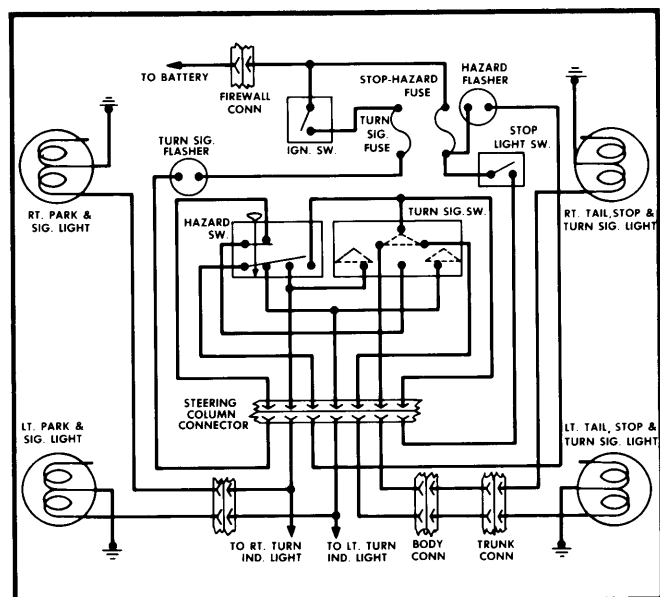 TO BATTERY
FIREWALL
CONN
STOP-HAZARD
FUSE
HAZARD
FLASHER
IGN. SW.
TURN
SIG.
FUSE
STOP
LIGHT SW.
TURN SIG.
FLASHER
RT. PARK &
SIG. LIGHT
RT. TAIL, STOP &
TURN SIG. LIGHT
HAZARD
SW.
TURN SIG. SW.
STEERING
COLUMN
CONNECTOR
LT. PARK &
SIG. LIGHT
LT. TAIL, STOP &
TURN SIG. LIGHT
TO RT. TURN
IND. LIGHT
TO LT. TURN
IND. LIGHT
BODY
CONN
TRUNK
CONN